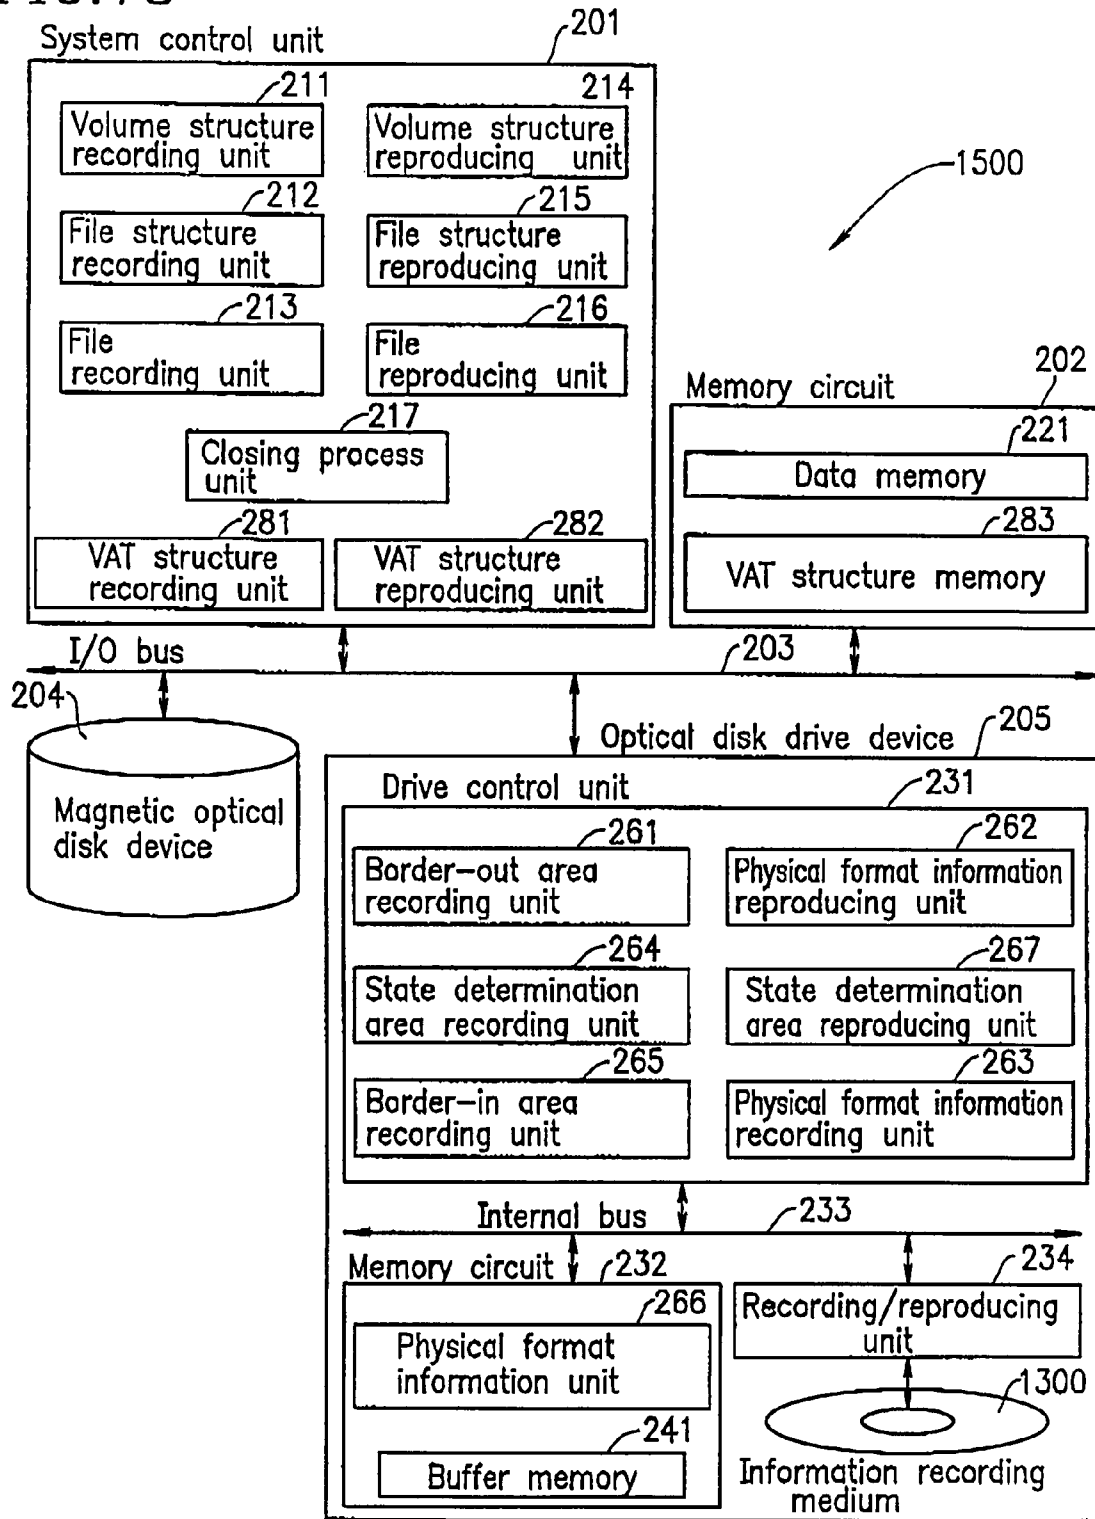 System control unit
201
211
214
Volume structure
recording unit
Volume structure
reproducing unit
212
215
File structure
recording unit
File structure
reproducing unit
213
216
File
recording unit
File
reproducing unit
217
Closing process
unit
281
282
VAT structure
recording unit
VAT structure
reproducing unit
1500
Memory circuit
202
221
Data memory
283
VAT structure memory
I/O bus
203
204
Magnetic optical
disk device
Optical disk drive device
205
Drive control unit
231
261
262
Border-out area
recording unit
Physical format information
reproducing unit
264
267
State determination
area recording unit
State determination
area reproducing unit
265
263
Border-in area
recording unit
Physical format information
recording unit
Internal bus
233
Memory circuit
232
266
Physical format
information unit
241
Buffer memory
234
Recording/reproducing
unit
1300
Information recording
medium